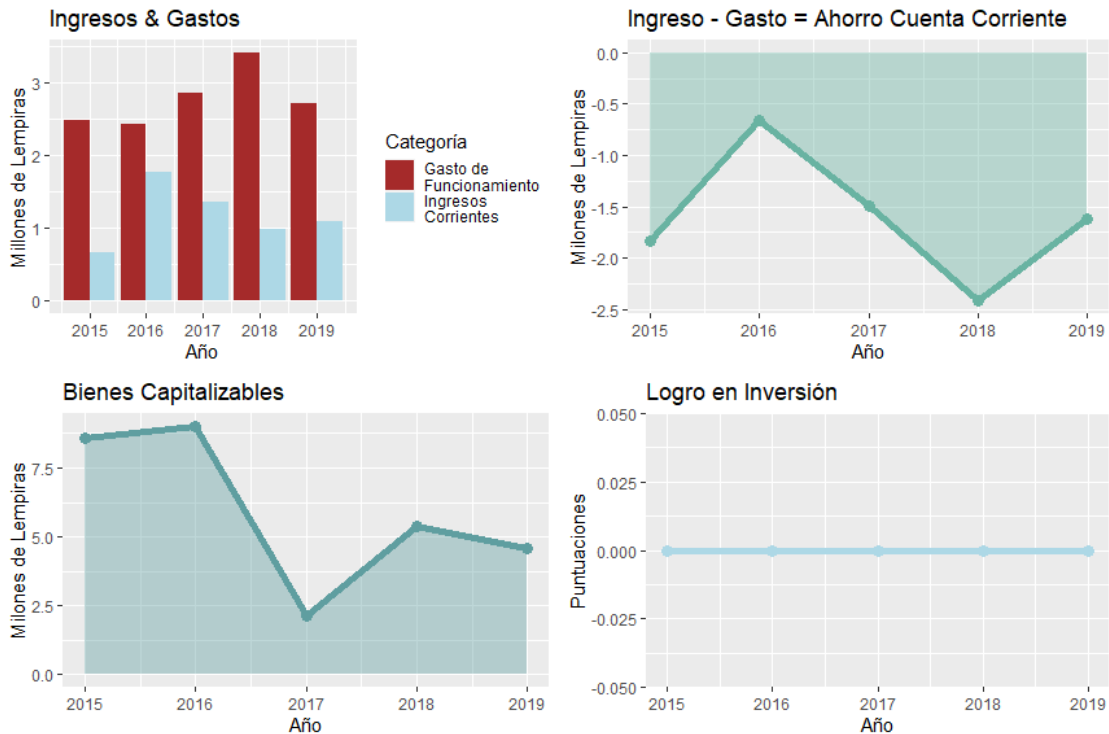 Ingresos & Gastos
Millones de Lempiras
3
2
1
0
2015 2016 2017 2018 2019
Año
Categoría
Gasto de
Funcionamiento
Ingresos
Corrientes
Ingreso - Gasto = Ahorro Cuenta Corriente
Milones de Lempiras
0.0
-0.5
-1.0
-1.5
-2.0
-2.5
2015 2016 2017 2018 2019
Año
Bienes Capitalizables
Milones de Lempiras
7.5
5.0
2.5
0.0
2015 2016 2017 2018 2019
Año
Logro en Inversión
Puntuaciones
0.050
0.025
0.000
-0.025
-0.050
2015 2016 2017 2018 2019
Año